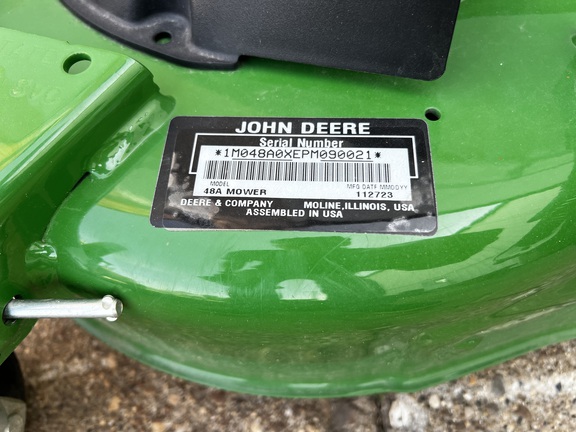 JOHN DEERE
Serial Number
*1M048A0XEPM090021*
MODEL MFG DATE MMDDYY
48A MOWER 112723
DEERE & COMPANY MOLINE,ILLINOIS, USA
ASSEMBLED IN USA